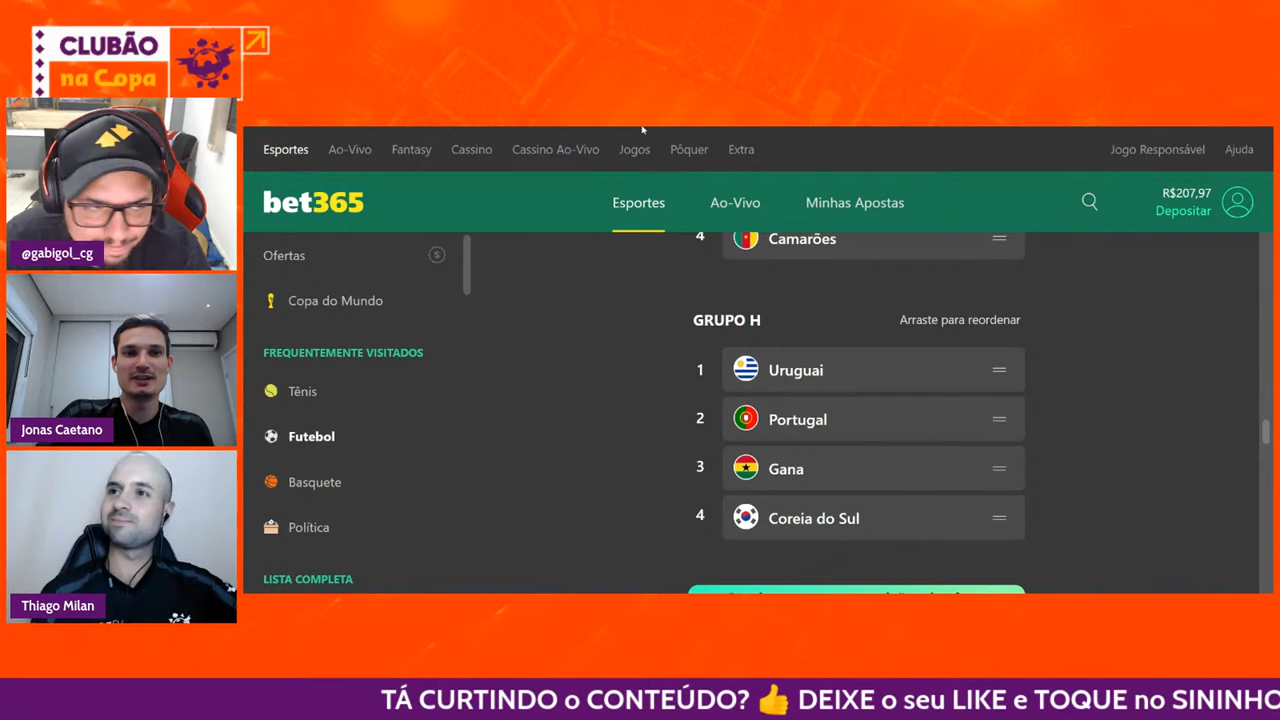 CLUBÃO
na Copa
@gabigol_cg
Jonas Caetano
Thiago Milan
Esportes Ao-Vivo Fantasy Cassino Cassino Ao-Vivo Jogos Pôquer Extra Jogo Responsável Ajuda
bet365 Esportes Ao-Vivo Minhas Apostas R$207,97
Depositar
Ofertas
Copa do Mundo
FREQUENTEMENTE VISITADOS
Tênis
Futebol
Basquete
Política
LISTA COMPLETA
4 Camarões
GRUPO H Arraste para reordenar
1 Uruguai
2 Portugal
3 Gana
4 Coreia do Sul
TÁ CURTINDO o CONTEÚDO? 👍 DEIXE o seu LIKE e TOQUE no SININHO